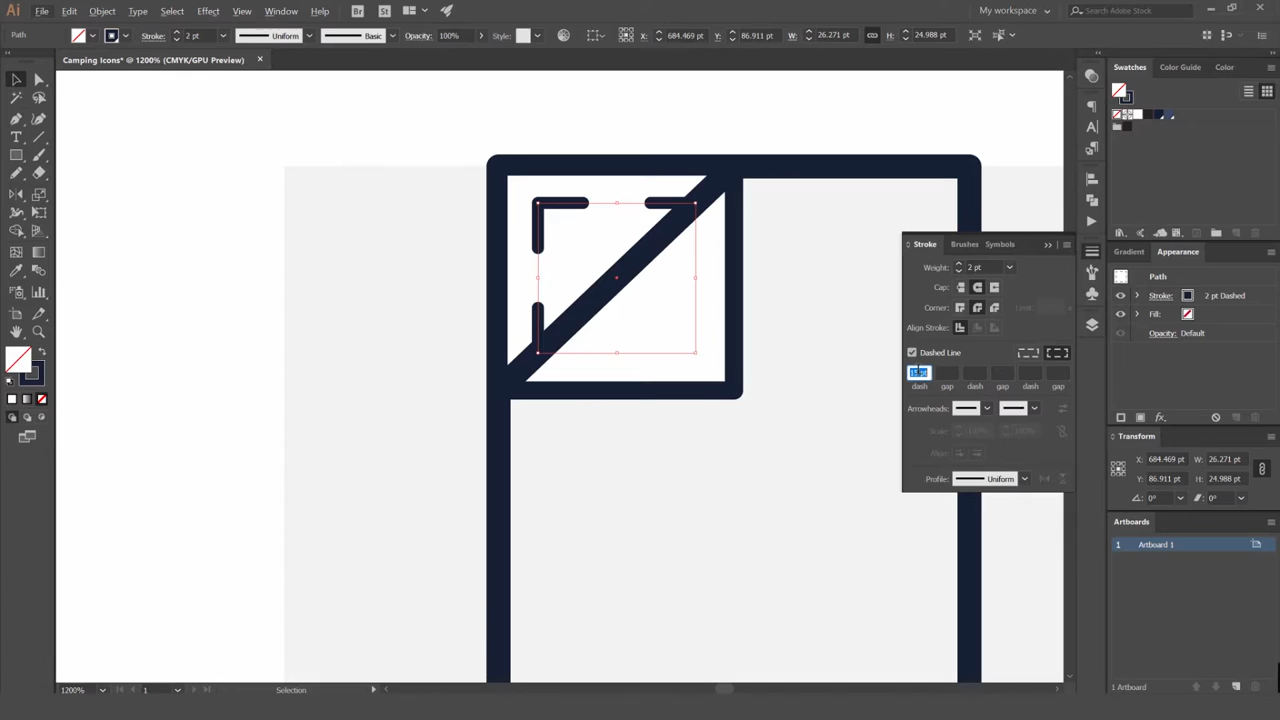 Ai File Edit Object Type Select Effect View Window Help Br St My workspace Search Adobe Stock
Path Stroke: 2 pt Uniform Basic Opacity: 100% Style: X: 684.469 pt Y: 86.911 pt W: 26.271 pt H: 24.988 pt
Camping Icons* @ 1200% (CMYK/GPU Preview)
Swatches Color Guide Color
Stroke Brushes Symbols
Weight: 2 pt
Cap:
Corner: Limit:
Align Stroke:
Dashed Line
dash gap dash gap dash gap
Arrowheads:
Scale: 100% 100%
Align:
Profile: Uniform
Gradient Appearance
Path
Stroke: 2 pt Dashed
Fill:
Opacity: Default
fx
Transform
X: 684.469 pt W: 26.271 pt
Y: 86.911 pt H: 24.988 pt
0° 0°
Artboards
1 Artboard 1
1 Artboard
1200% 1 Selection